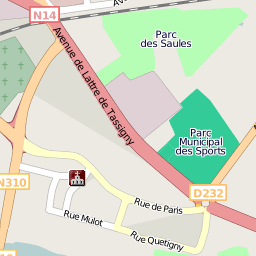 N14
Parc
des Saules
Avenue de Lattre de Tassigny
Parc
Municipal
des Sports
N310
D232
Rue de Paris
Rue Mulot
Rue Quetigny